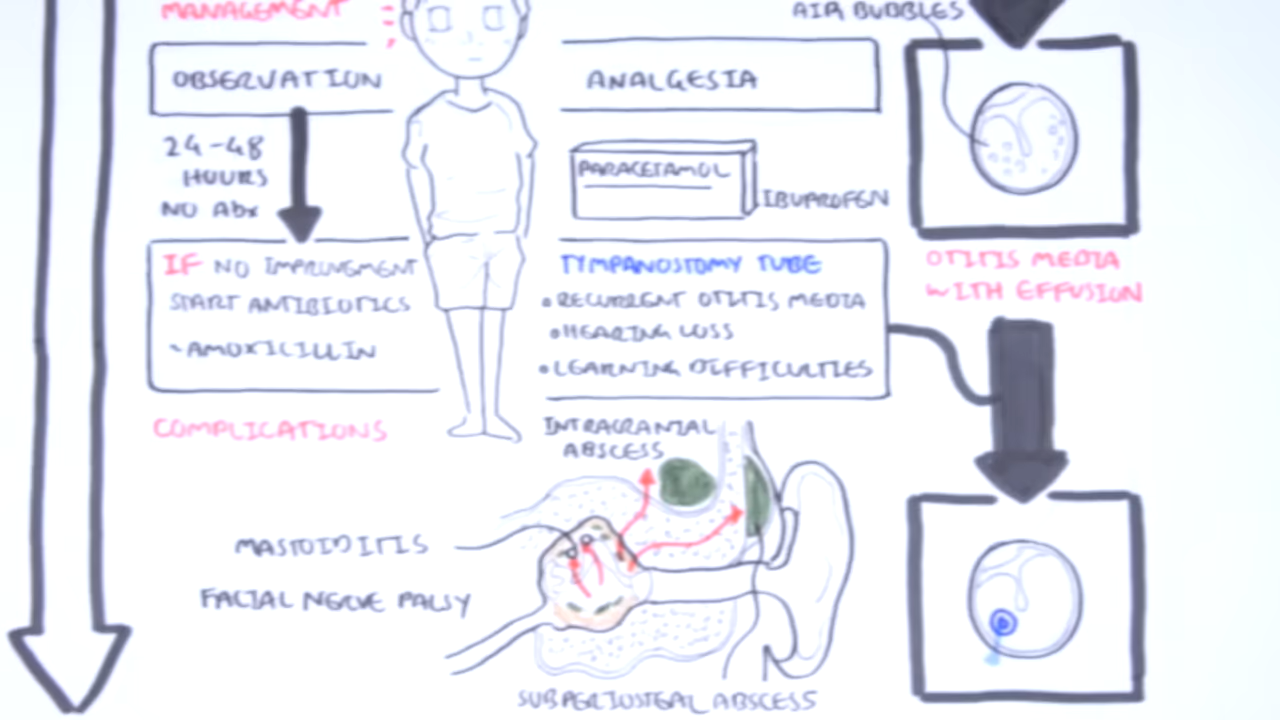 MANAGEMENT
AIR BUBBLES
OBSERVATION
ANALGESIA
24-48
HOURS
NO Abx
PARACETAMOL
IBUPROFEN
IF NO IMPROVEMENT
START ANTIBIOTICS
~AMOXICILLIN
TYMPANOSTOMY TUBE
•RECURRENT OTITIS MEDIA
•HEARING LOSS
•LEARNING DIFFICULTIES
OTITIS MEDIA
WITH EFFUSION
COMPLICATIONS
INTRACRANIAL
ABSCESS
MASTOIDITIS
FACIAL NERVE PALSY
SUBPERIOSTEAL ABSCESS